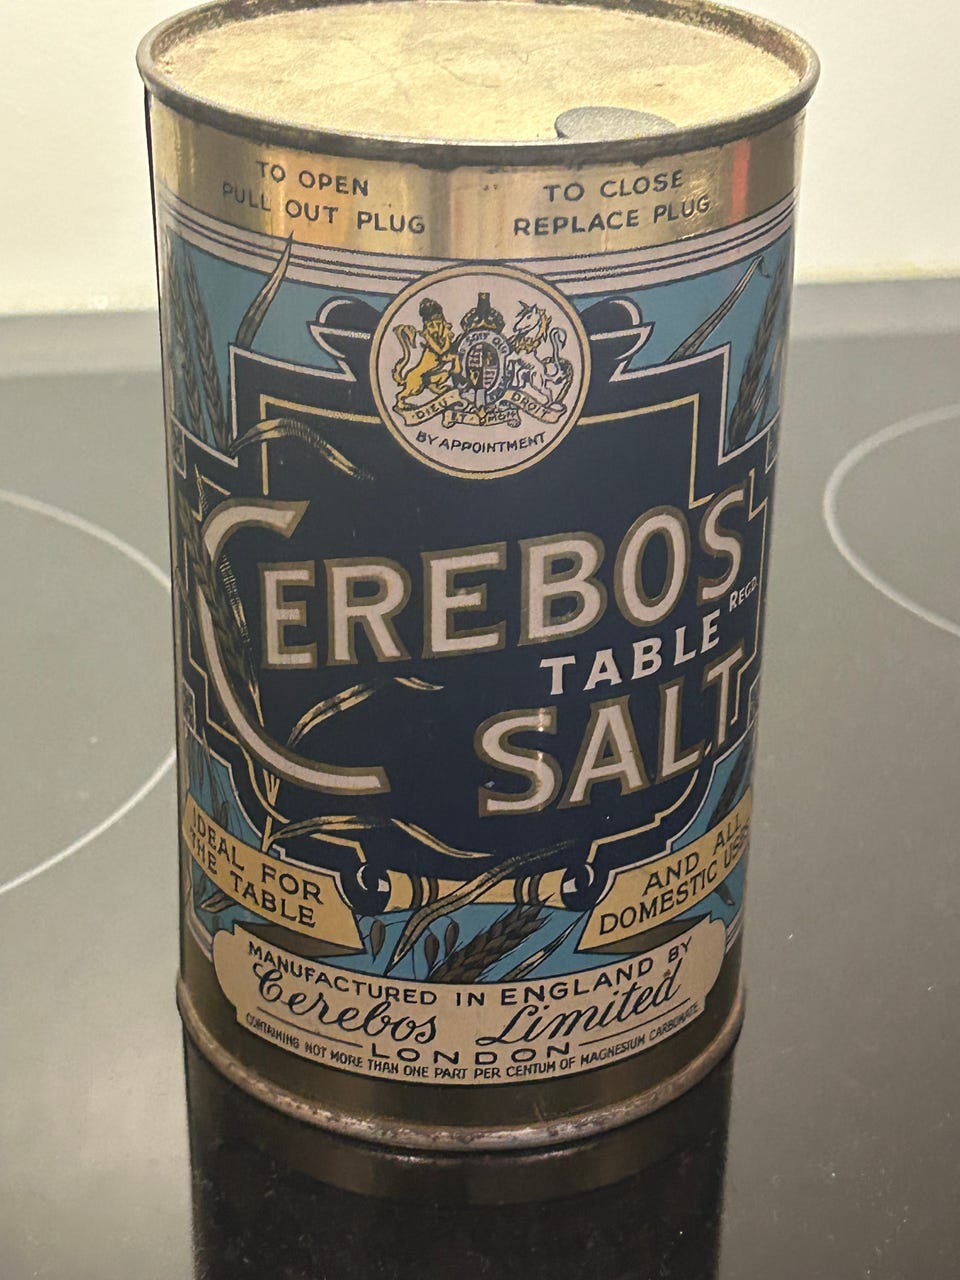 TO OPEN
PULL OUT PLUG
TO CLOSE
REPLACE PLUG
DIEU ET MON DROIT
BY APPOINTMENT
CEREBOS
REGD.
TABLE
SALT
IDEAL FOR
THE TABLE
AND ALL
DOMESTIC USES
MANUFACTURED IN ENGLAND BY
Cerebos Limited
LONDON
CONTAINING NOT MORE THAN ONE PART PER CENTUM OF MAGNESIUM CARBONATE